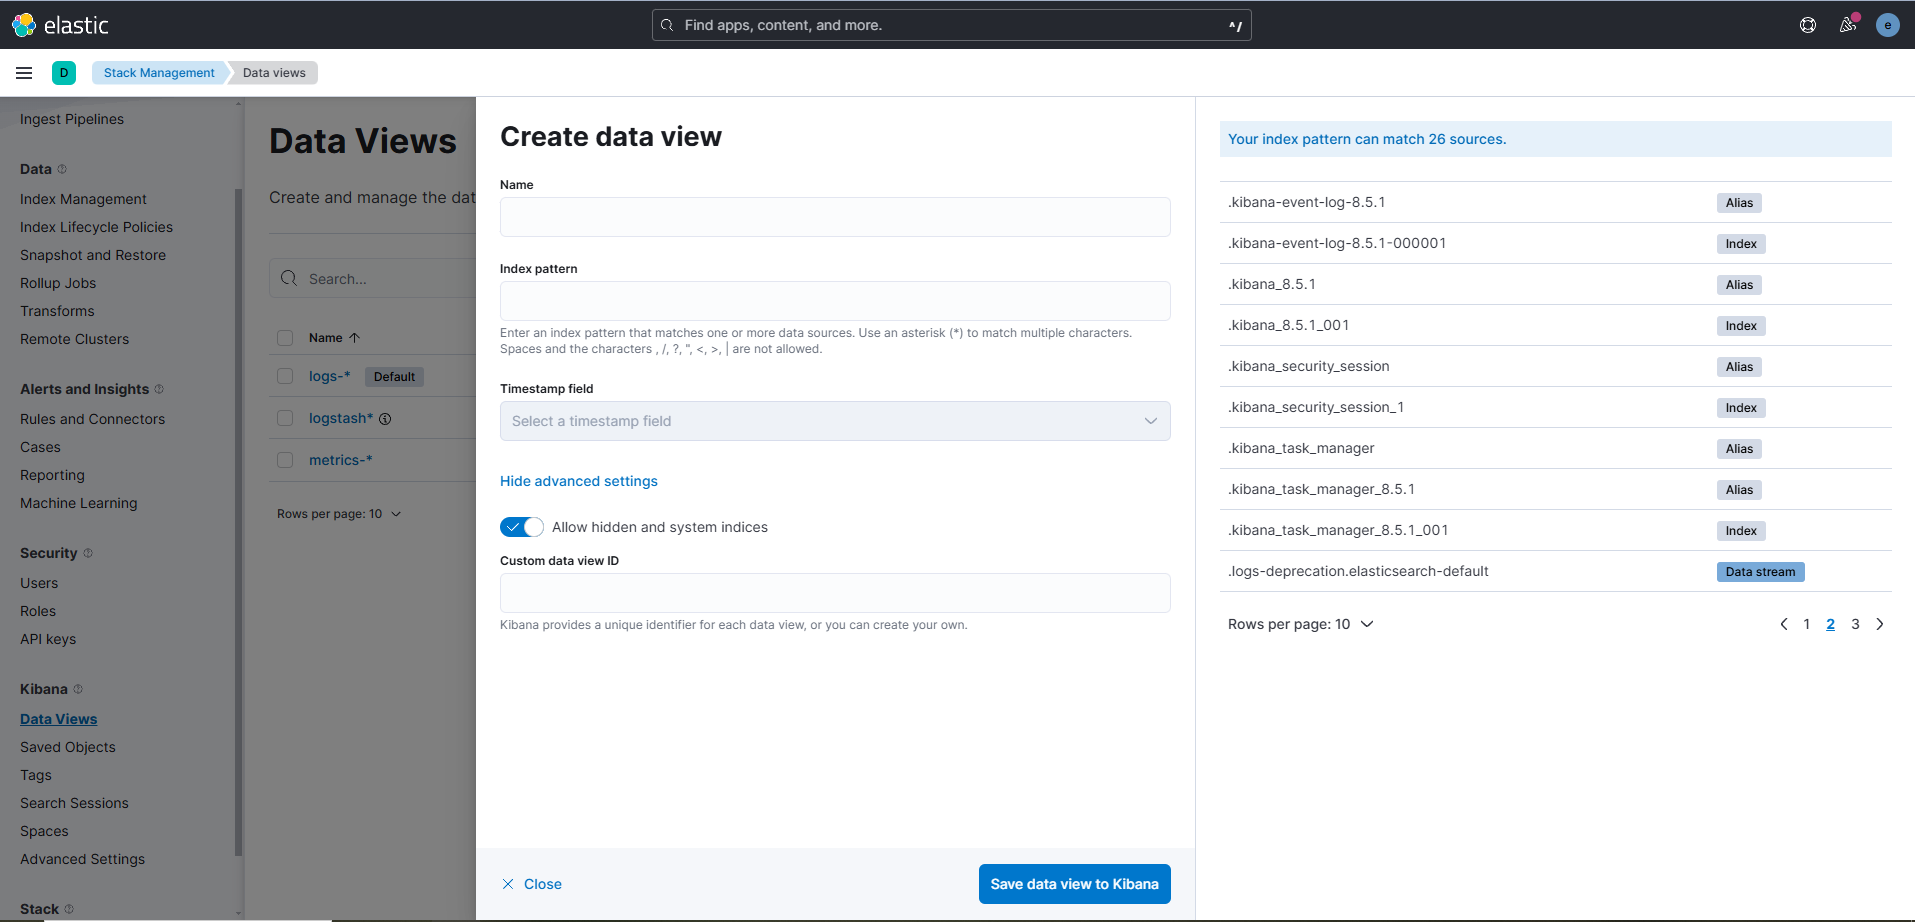 elastic
Find apps, content, and more.
^/
e
D
Stack Management
Data views
Ingest Pipelines
Data
Index Management
Index Lifecycle Policies
Snapshot and Restore
Rollup Jobs
Transforms
Remote Clusters
Alerts and Insights
Rules and Connectors
Cases
Reporting
Machine Learning
Security
Users
Roles
API keys
Kibana
Data Views
Saved Objects
Tags
Search Sessions
Spaces
Advanced Settings
Stack
Data Views
Create and manage the dat
Search...
Name
logs-* Default
logstash*
metrics-*
Rows per page: 10
Create data view
Name
Index pattern
Enter an index pattern that matches one or more data sources. Use an asterisk (*) to match multiple characters.
Spaces and the characters , /, ?, ", <, >, | are not allowed.
Timestamp field
Select a timestamp field
Hide advanced settings
Allow hidden and system indices
Custom data view ID
Kibana provides a unique identifier for each data view, or you can create your own.
Close
Save data view to Kibana
Your index pattern can match 26 sources.
.kibana-event-log-8.5.1 Alias
.kibana-event-log-8.5.1-000001 Index
.kibana_8.5.1 Alias
.kibana_8.5.1_001 Index
.kibana_security_session Alias
.kibana_security_session_1 Index
.kibana_task_manager Alias
.kibana_task_manager_8.5.1 Alias
.kibana_task_manager_8.5.1_001 Index
.logs-deprecation.elasticsearch-default Data stream
Rows per page: 10
1 2 3